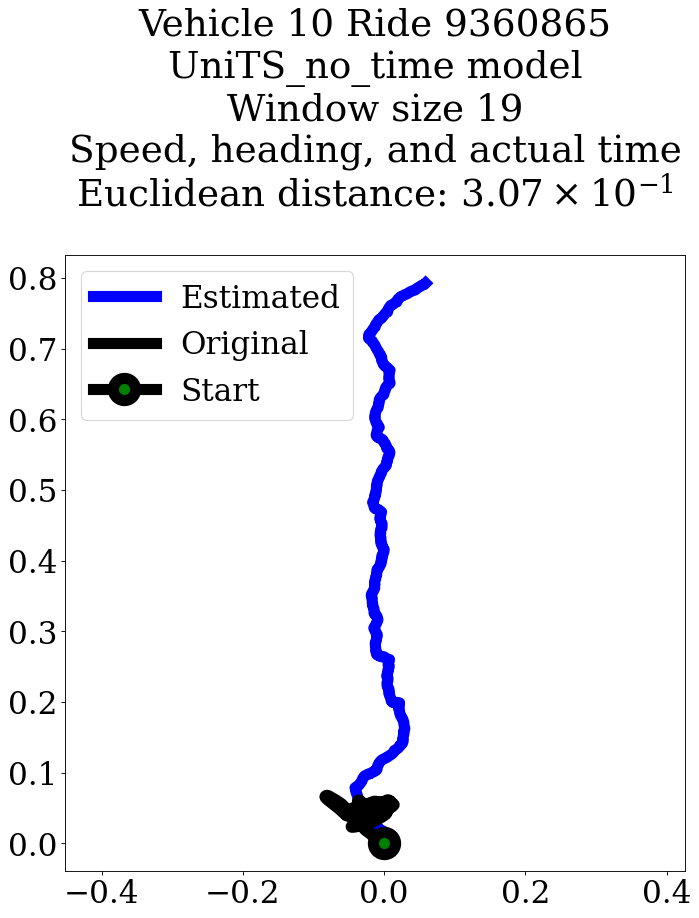 Vehicle 10 Ride 9360865
UniTS_no_time model
Window size 19
Speed, heading, and actual time
Euclidean distance: 3.07 × 10⁻¹
Estimated
Original
Start
0.8
0.7
0.6
0.5
0.4
0.3
0.2
0.1
0.0
−0.4 −0.2 0.0 0.2 0.4